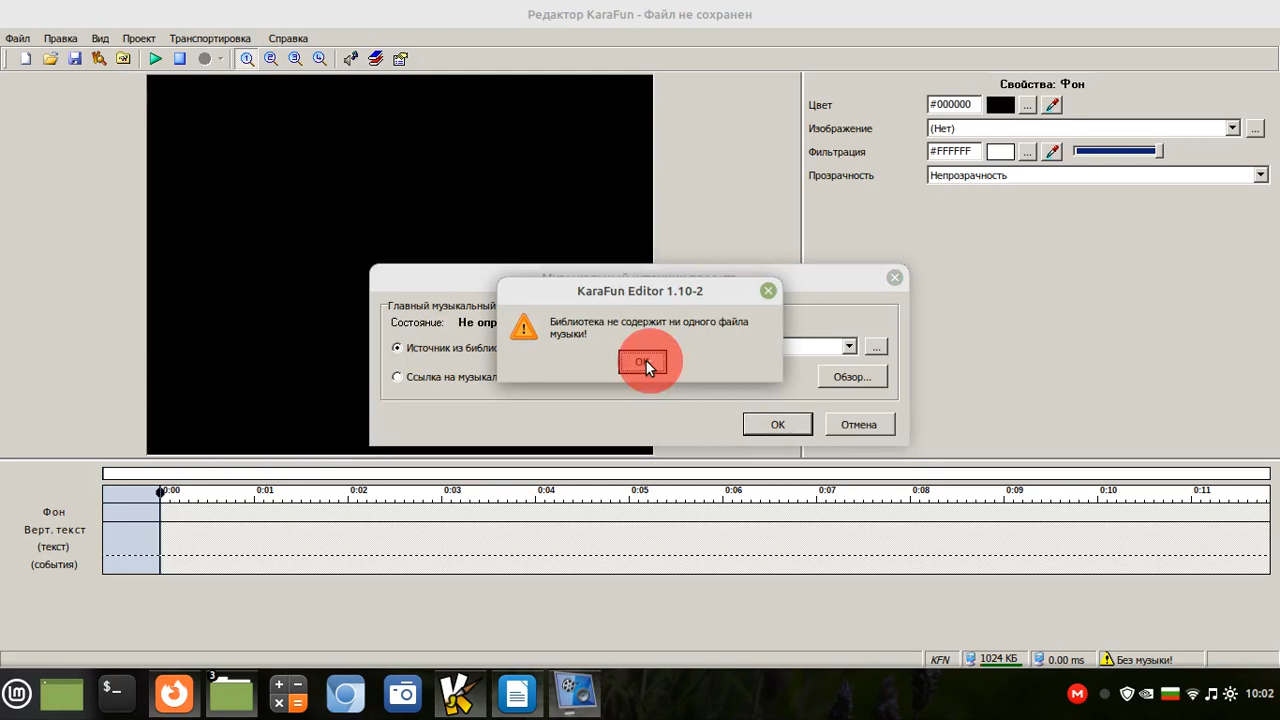 Редактор KaraFun - Файл не сохранен
Файл Правка Вид Проект Транспортировка Справка
Свойства: Фон
Цвет #000000 ...
Изображение (Нет) ...
Фильтрация #FFFFFF ...
Прозрачность Непрозрачность
KaraFun Editor 1.10-2
Библиотека не содержит ни одного файла
музыки!
OK
Главный музыкальный
Состояние: Не опр
Источник из библи ...
Ссылка на музыкал Обзор...
OK Отмена
0:00 0:01 0:02 0:03 0:04 0:05 0:06 0:07 0:08 0:09 0:10 0:11
Фон
Верт.текст
(текст)
(события)
KFN 1024 КБ 0.00 ms Без музыки!
3
10:02